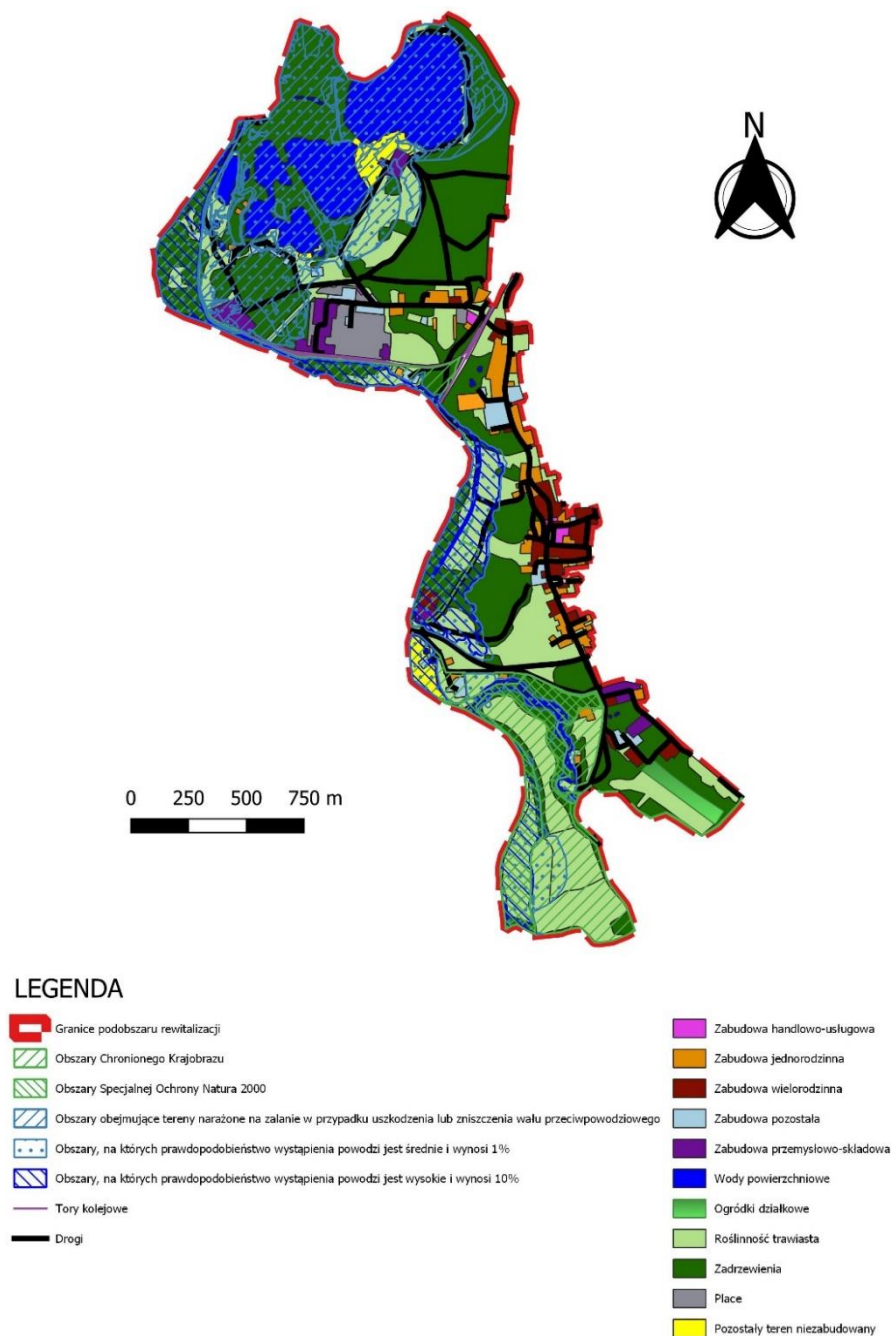 N
0 250 500 750 m
LEGENDA
Granice podobszaru rewitalizacji
Obszary Chronionego Krajobrazu
Obszary Specjalnej Ochrony Natura 2000
Obszary obejmujące tereny narażone na zalanie w przypadku uszkodzenia lub zniszczenia wału przeciwpowodziowego
Obszary, na których prawdopodobieństwo wystąpienia powodzi jest średnie i wynosi 1%
Obszary, na których prawdopodobieństwo wystąpienia powodzi jest wysokie i wynosi 10%
Tory kolejowe
Drogi
Zabudowa handlowo-usługowa
Zabudowa jednorodzinna
Zabudowa wielorodzinna
Zabudowa pozostała
Zabudowa przemysłowo-składowa
Wody powierzchniowe
Ogródki działkowe
Roślinność trawiasta
Zadrzewienia
Place
Pozostały teren niezabudowany